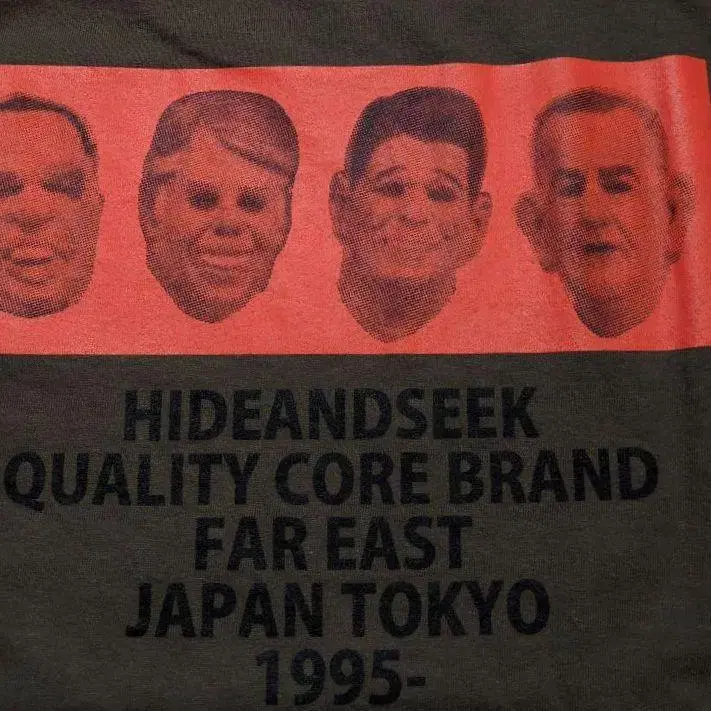 HIDEANDSEEK
QUALITY CORE BRAND
FAR EAST
JAPAN TOKYO
1995-